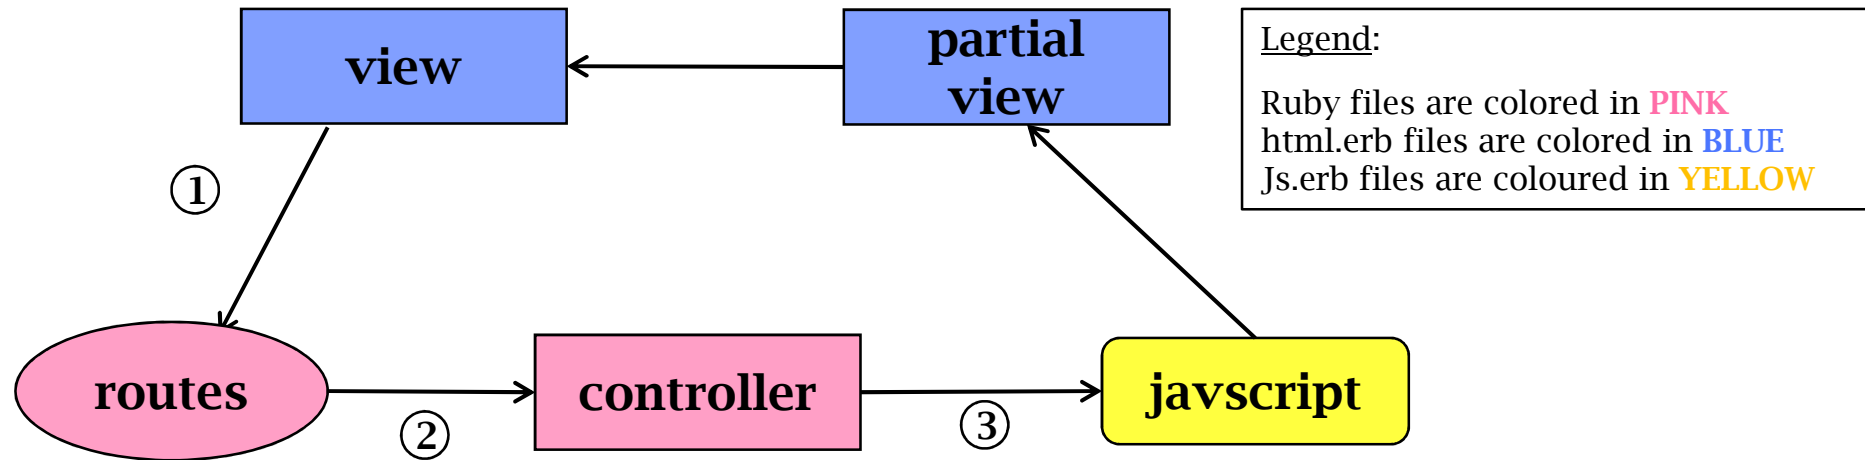 view
partial
view
Legend:
Ruby files are colored in PINK
html.erb files are colored in BLUE
Js.erb files are coloured in YELLOW
1
routes
2
controller
3
javscript